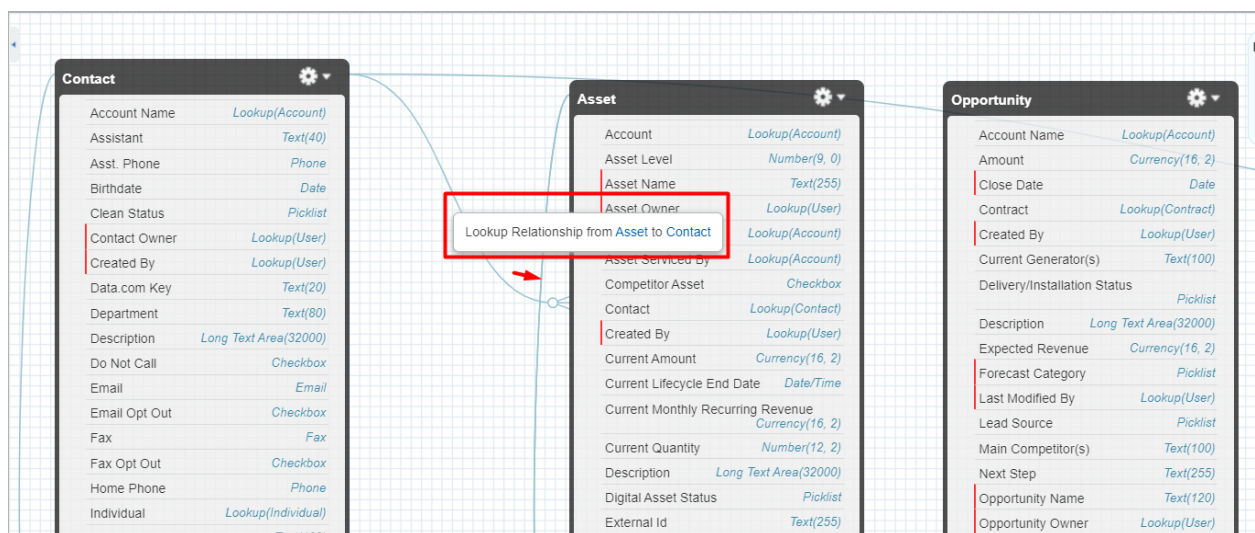 Contact
Account Name Lookup(Account)
Assistant Text(40)
Asst. Phone Phone
Birthdate Date
Clean Status Picklist
Contact Owner Lookup(User)
Created By Lookup(User)
Data.com Key Text(20)
Department Text(80)
Description Long Text Area(32000)
Do Not Call Checkbox
Email Email
Email Opt Out Checkbox
Fax Fax
Fax Opt Out Checkbox
Home Phone Phone
Individual Lookup(Individual)
Asset
Account Lookup(Account)
Asset Level Number(9, 0)
Asset Name Text(255)
Asset Owner Lookup(User)
Lookup Relationship from Asset to Contact
Lookup(Account)
Asset Serviced By Lookup(Account)
Competitor Asset Checkbox
Contact Lookup(Contact)
Created By Lookup(User)
Current Amount Currency(16, 2)
Current Lifecycle End Date Date/Time
Current Monthly Recurring Revenue
Currency(16, 2)
Current Quantity Number(12, 2)
Description Long Text Area(32000)
Digital Asset Status Picklist
External Id Text(255)
Opportunity
Account Name Lookup(Account)
Amount Currency(16, 2)
Close Date Date
Contract Lookup(Contract)
Created By Lookup(User)
Current Generator(s) Text(100)
Delivery/Installation Status
Picklist
Description Long Text Area(32000)
Expected Revenue Currency(16, 2)
Forecast Category Picklist
Last Modified By Lookup(User)
Lead Source Picklist
Main Competitor(s) Text(100)
Next Step Text(255)
Opportunity Name Text(120)
Opportunity Owner Lookup(User)